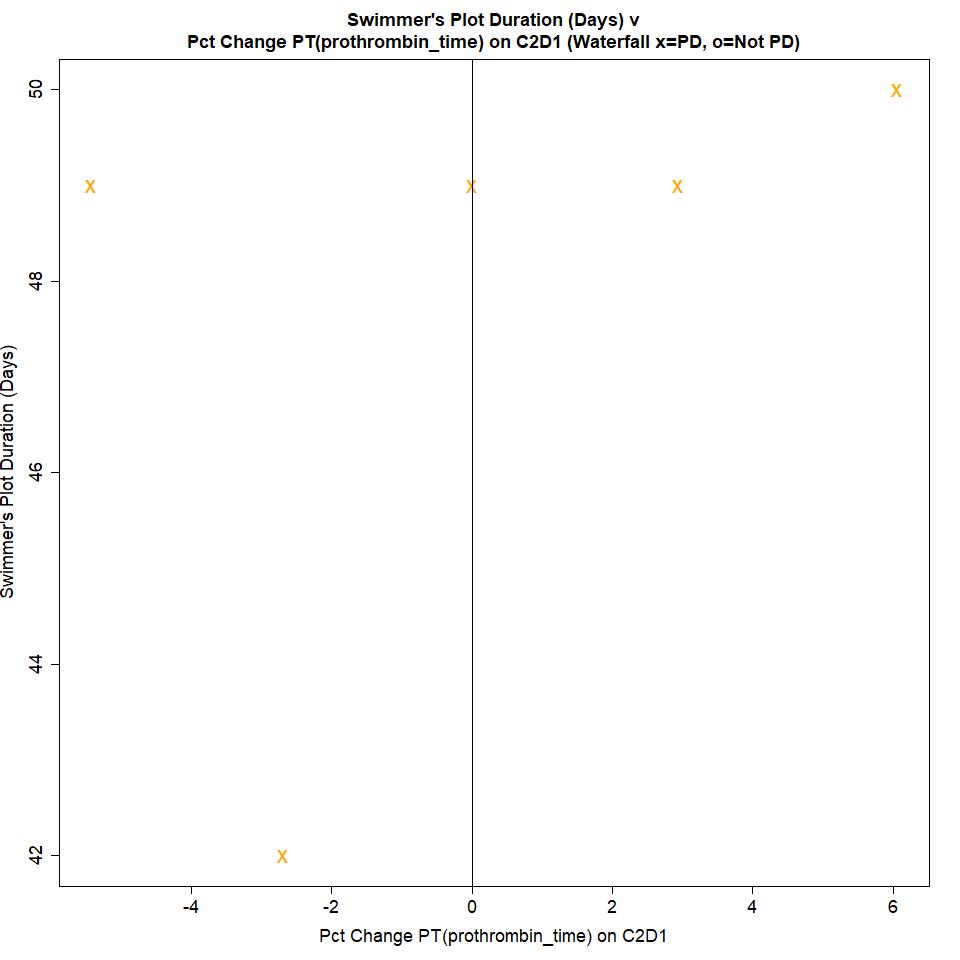 Swimmer's Plot Duration (Days) v
Pct Change PT(prothrombin_time) on C2D1 (Waterfall x=PD, o=Not PD)
Swimmer's Plot Duration (Days)
50
48
46
44
42
X
X
X
X
X
-4
-2
0
2
4
6
Pct Change PT(prothrombin_time) on C2D1